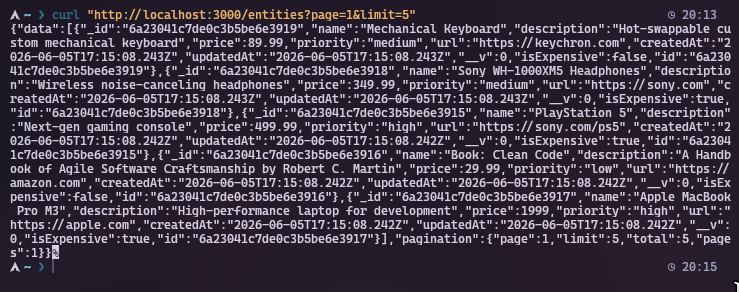 ~ ❯ curl "http://localhost:3000/entities?page=1&limit=5" 20:13
{"data":[{"_id":"6a23041c7de0c3b5be6e3919","name":"Mechanical Keyboard","description":"Hot-swappable cu
stom mechanical keyboard","price":89.99,"priority":"medium","url":"https://keychron.com","createdAt":"2
026-06-05T17:15:08.243Z","updatedAt":"2026-06-05T17:15:08.243Z","__v":0,"isExpensive":false,"id":"6a230
41c7de0c3b5be6e3919"},{"_id":"6a23041c7de0c3b5be6e3918","name":"Sony WH-1000XM5 Headphones","descriptio
n":"Wireless noise-canceling headphones","price":349.99,"priority":"medium","url":"https://sony.com","c
reatedAt":"2026-06-05T17:15:08.243Z","updatedAt":"2026-06-05T17:15:08.243Z","__v":0,"isExpensive":true,
"id":"6a23041c7de0c3b5be6e3918"},{"_id":"6a23041c7de0c3b5be6e3915","name":"PlayStation 5","description"
:"Next-gen gaming console","price":499.99,"priority":"high","url":"https://sony.com/ps5","createdAt":"2
026-06-05T17:15:08.242Z","updatedAt":"2026-06-05T17:15:08.242Z","__v":0,"isExpensive":true,"id":"6a2304
1c7de0c3b5be6e3915"},{"_id":"6a23041c7de0c3b5be6e3916","name":"Book: Clean Code","description":"A Handb
ook of Agile Software Craftsmanship by Robert C. Martin","price":29.99,"priority":"low","url":"https://
amazon.com","createdAt":"2026-06-05T17:15:08.242Z","updatedAt":"2026-06-05T17:15:08.242Z","__v":0,"isEx
pensive":false,"id":"6a23041c7de0c3b5be6e3916"},{"_id":"6a23041c7de0c3b5be6e3917","name":"Apple MacBook
 Pro M3","description":"High-performance laptop for development","price":1999,"priority":"high","url":"
https://apple.com","createdAt":"2026-06-05T17:15:08.242Z","updatedAt":"2026-06-05T17:15:08.242Z","__v":
0,"isExpensive":true,"id":"6a23041c7de0c3b5be6e3917"}],"pagination":{"page":1,"limit":5,"total":5,"page
s":1}}%
~ ❯ 20:15